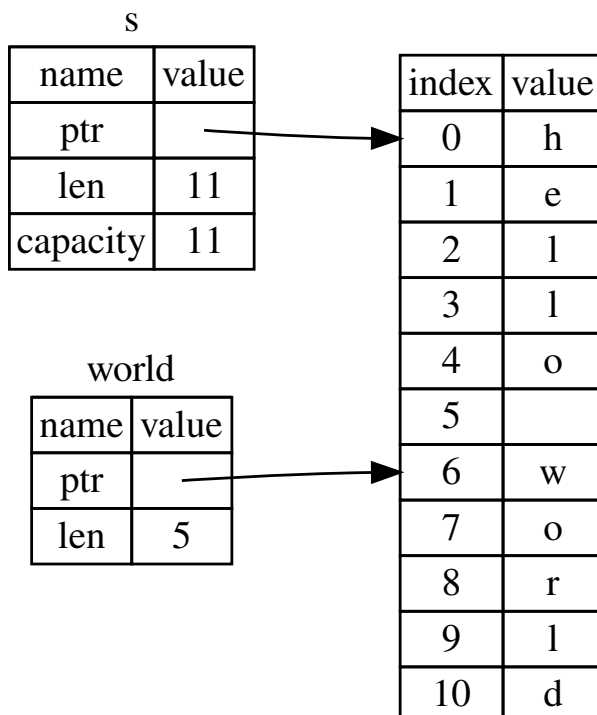 s
name value
ptr
len 11
capacity 11
world
name value
ptr
len 5
index value
0 h
1 e
2 l
3 l
4 o
5
6 w
7 o
8 r
9 l
10 d